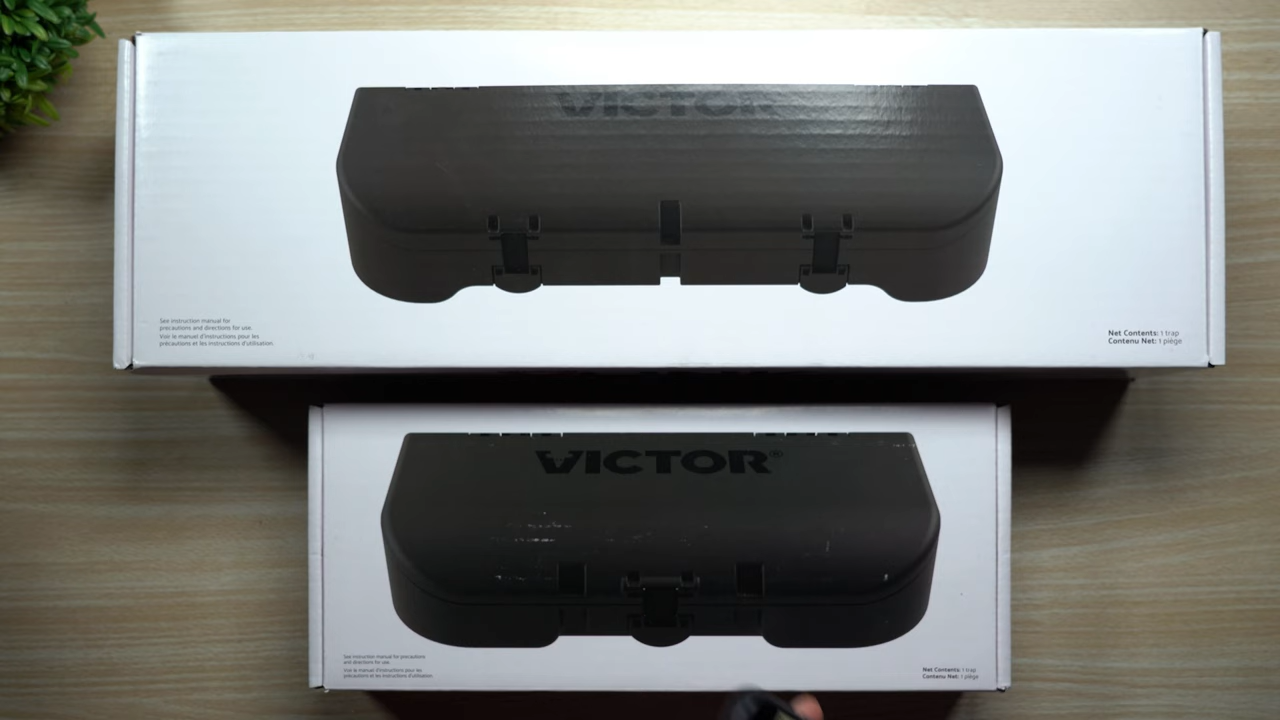 VICTOR
See instruction manual for
precautions and directions for use.
Voir le manuel d'instructions pour les
précautions et les instructions d'utilisation.
Net Contents: 1 trap
Contenu Net: 1 piège
VICTOR®
See instruction manual for precautions
and directions for use.
Voir le manuel d'instructions pour les
précautions et les instructions d'utilisation.
Net Contents: 1 trap
Contenu Net: 1 piège